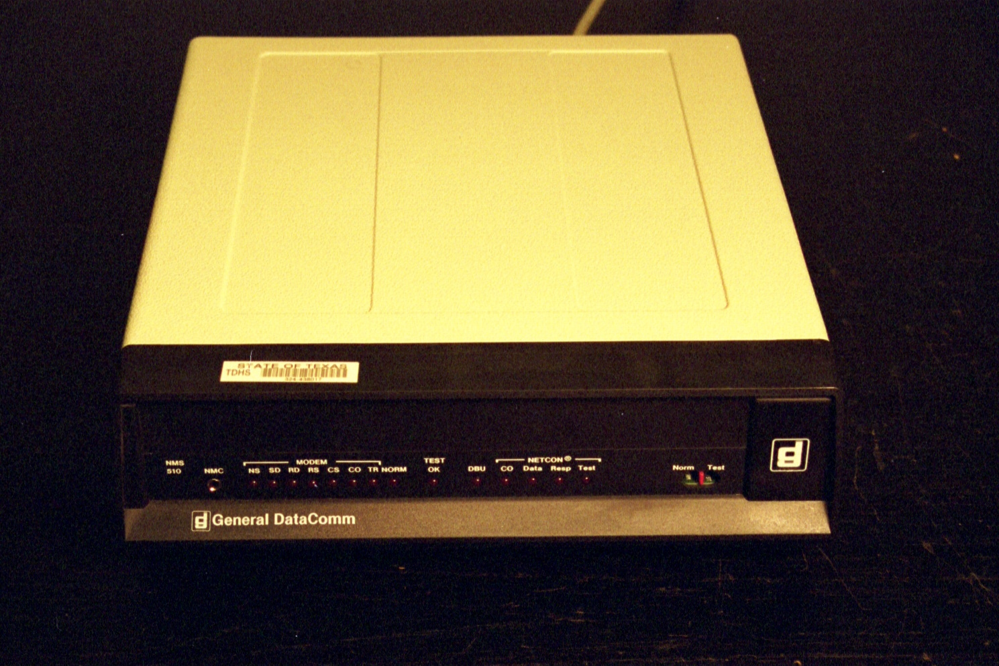 STATE OF TEXAS
TDHS
NMS
510
NMC
MODEM
NS SD RD RS CS CO TR NORM
TEST
OK
DBU
NETCON®
CO Data Resp Test
Norm Test
General DataComm